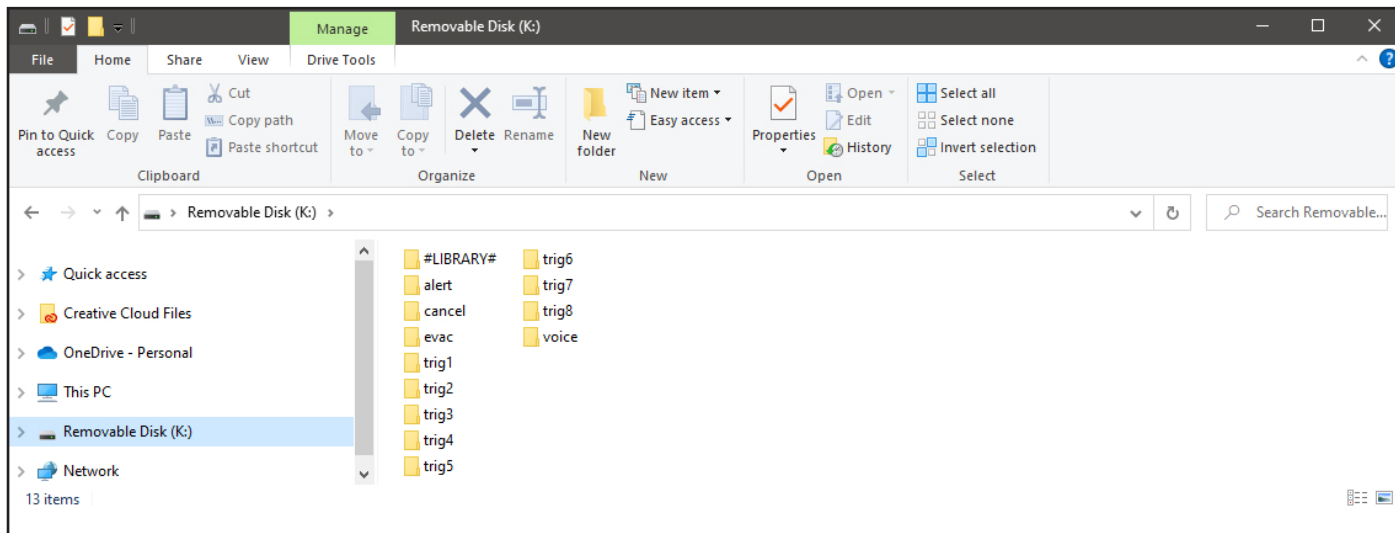 Manage Removable Disk (K:)
File Home Share View Drive Tools
Pin to Quick access
Copy
Paste
Cut
Copy path
Paste shortcut
Clipboard
Move to
Copy to
Delete
Rename
Organize
New folder
New item
Easy access
New
Properties
Open
Edit
History
Open
Select all
Select none
Invert selection
Select
Removable Disk (K:)
Search Removable...
Quick access
Creative Cloud Files
OneDrive - Personal
This PC
Removable Disk (K:)
Network
#LIBRARY#
alert
cancel
evac
trig1
trig2
trig3
trig4
trig5
trig6
trig7
trig8
voice
13 items